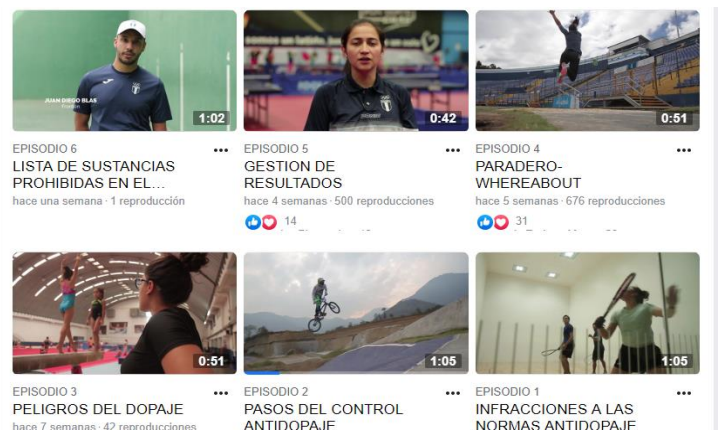 JUAN DIEGO BLAS
1:02
0:42
0:51
EPISODIO 6
LISTA DE SUSTANCIAS
PROHIBIDAS EN EL...
hace una semana · 1 reproducción
EPISODIO 5
GESTION DE
RESULTADOS
hace 4 semanas · 500 reproducciones
14
EPISODIO 4
PARADERO-
WHEREABOUT
hace 5 semanas · 676 reproducciones
31
0:51
1:05
1:05
EPISODIO 3
PELIGROS DEL DOPAJE
hace 7 semanas · 42 reproducciones
EPISODIO 2
PASOS DEL CONTROL
ANTIDOPAJE
EPISODIO 1
INFRACCIONES A LAS
NORMAS ANTIDOPAJE